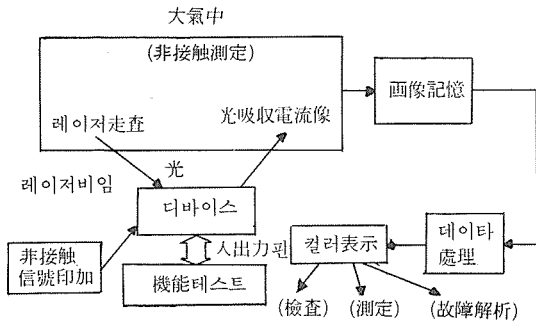 大氣中
(非接触測定)
画像記憶
레이저走査
光吸収電流像
光
레이저비임
디바이스
入出力핀
非接触
信號印加
機能테스트
컬러表示
데이타
處理
(檢査)
(測定)
(故障解析)